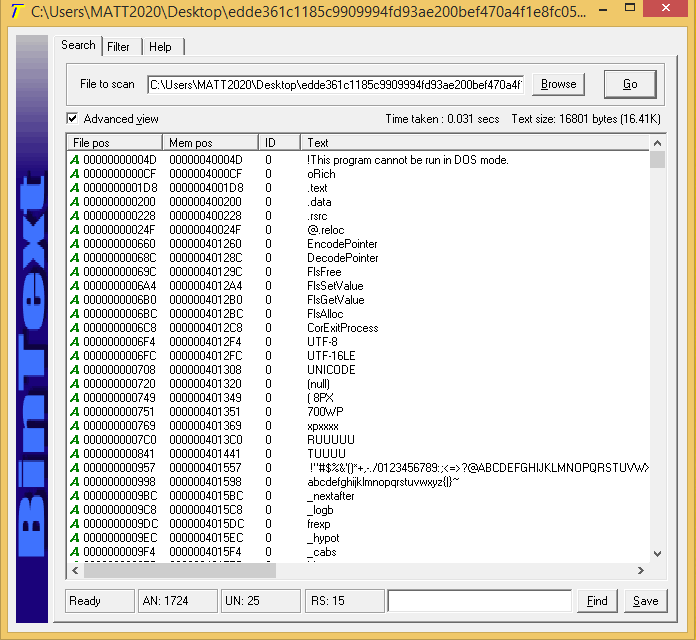 C:\Users\MATT2020\Desktop\edde361c1185c9909994fd93ae200bef470a4f1e8fc05...
Search Filter Help
File to scan C:\Users\MATT2020\Desktop\edde361c1185c9909994fd93ae200bef470a4f Browse Go
Advanced view Time taken : 0.031 secs Text size: 16801 bytes (16.41K)
File pos Mem pos ID Text
A 00000000004D 00000040004D 0 !This program cannot be run in DOS mode.
A 0000000000CF 0000004000CF 0 oRich
A 0000000001D8 0000004001D8 0 .text
A 000000000200 000000400200 0 .data
A 000000000228 000000400228 0 .rsrc
A 00000000024F 00000040024F 0 @.reloc
A 000000000660 000000401260 0 EncodePointer
A 00000000068C 00000040128C 0 DecodePointer
A 00000000069C 00000040129C 0 FlsFree
A 0000000006A4 0000004012A4 0 FlsSetValue
A 0000000006B0 0000004012B0 0 FlsGetValue
A 0000000006BC 0000004012BC 0 FlsAlloc
A 0000000006C8 0000004012C8 0 CorExitProcess
A 0000000006F4 0000004012F4 0 UTF-8
A 0000000006FC 0000004012FC 0 UTF-16LE
A 000000000708 000000401308 0 UNICODE
A 000000000720 000000401320 0 (null)
A 000000000749 000000401349 0 ( 8PX
A 000000000751 000000401351 0 700WP
A 000000000769 000000401369 0 xpxxxx
A 0000000007C0 0000004013C0 0 RUUUUU
A 000000000841 000000401441 0 TUUUU
A 000000000957 000000401557 0 !"#$%&'()*+,-./0123456789:;<=>?@ABCDEFGHIJKLMNOPQRSTUVWX
A 000000000998 000000401598 0 abcdefghijklmnopqrstuvwxyz{|}~
A 0000000009BC 0000004015BC 0 _nextafter
A 0000000009C8 0000004015C8 0 _logb
A 0000000009DC 0000004015DC 0 frexp
A 0000000009EC 0000004015EC 0 _hypot
A 0000000009F4 0000004015F4 0 _cabs
Ready AN: 1724 UN: 25 RS: 15 Find Save
BinText